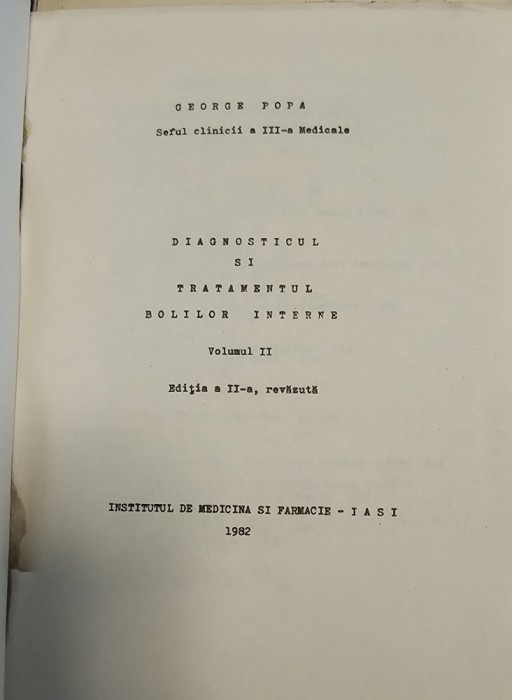 GEORGE POPA
Seful clinicii a III-a Medicale
DIAGNOSTICUL
SI
TRATAMENTUL
BOLILOR INTERNE
Volumul II
Ediţia a II-a, revăzută
INSTITUTUL DE MEDICINA SI FARMACIE - IASI
1982